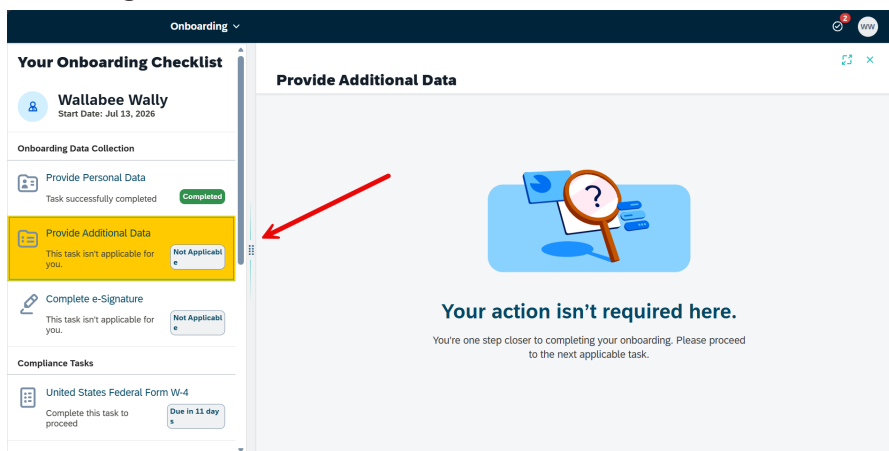 Onboarding
2
WW
Your Onboarding Checklist
Wallabee Wally
Start Date: Jul 13, 2026
Onboarding Data Collection
Provide Personal Data
Task successfully completed
Completed
Provide Additional Data
This task isn't applicable for
you.
Not Applicabl
e
Complete e-Signature
This task isn't applicable for
you.
Not Applicabl
e
Compliance Tasks
United States Federal Form W-4
Complete this task to
proceed
Due in 11 day
s
Provide Additional Data
?
Your action isn't required here.
You're one step closer to completing your onboarding. Please proceed
to the next applicable task.